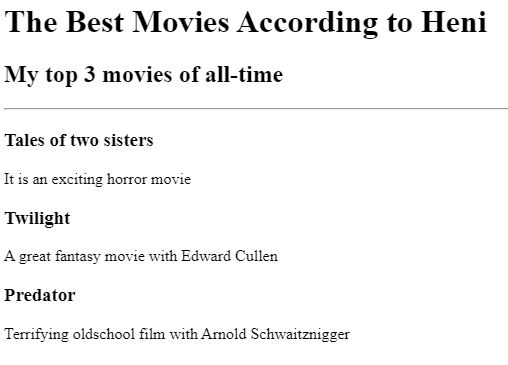 The Best Movies According to Heni
My top 3 movies of all-time
Tales of two sisters
It is an exciting horror movie
Twilight
A great fantasy movie with Edward Cullen
Predator
Terrifying oldschool film with Arnold Schwaitznigger